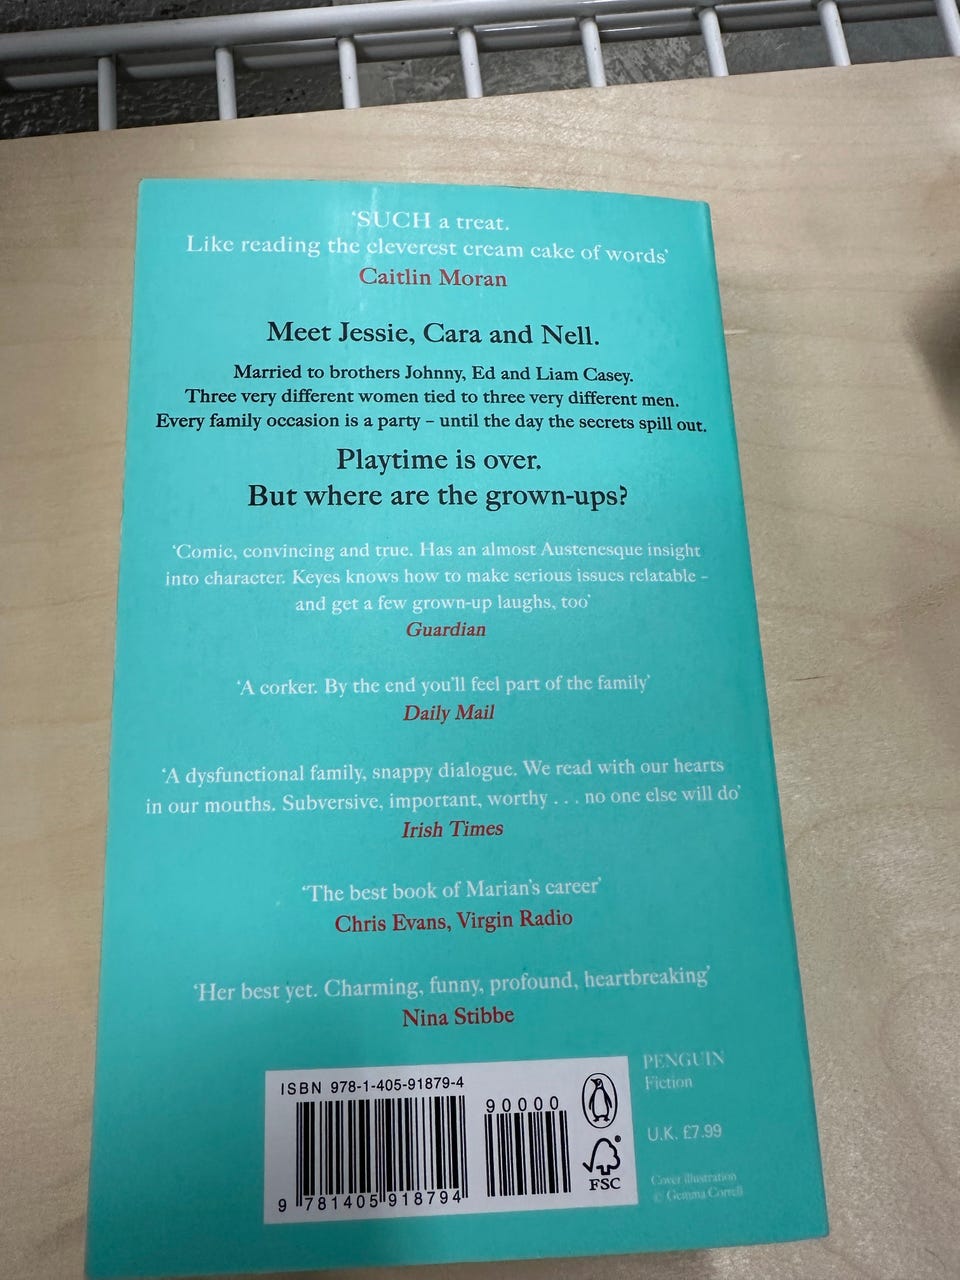 ‘SUCH a treat.
Like reading the cleverest cream cake of words’
Caitlin Moran
Meet Jessie, Cara and Nell.
Married to brothers Johnny, Ed and Liam Casey.
Three very different women tied to three very different men.
Every family occasion is a party – until the day the secrets spill out.
Playtime is over.
But where are the grown-ups?
‘Comic, convincing and true. Has an almost Austenesque insight
into character. Keyes knows how to make serious issues relatable –
and get a few grown-up laughs, too’
Guardian
‘A corker. By the end you’ll feel part of the family’
Daily Mail
‘A dysfunctional family, snappy dialogue. We read with our hearts
in our mouths. Subversive, important, worthy . . . no one else will do’
Irish Times
‘The best book of Marian’s career’
Chris Evans, Virgin Radio
‘Her best yet. Charming, funny, profound, heartbreaking’
Nina Stibbe
ISBN 978-1-405-91879-4
90000
9 781405 918794
FSC
PENGUIN
Fiction
U.K. £7.99
Cover illustration
© Gemma Correll